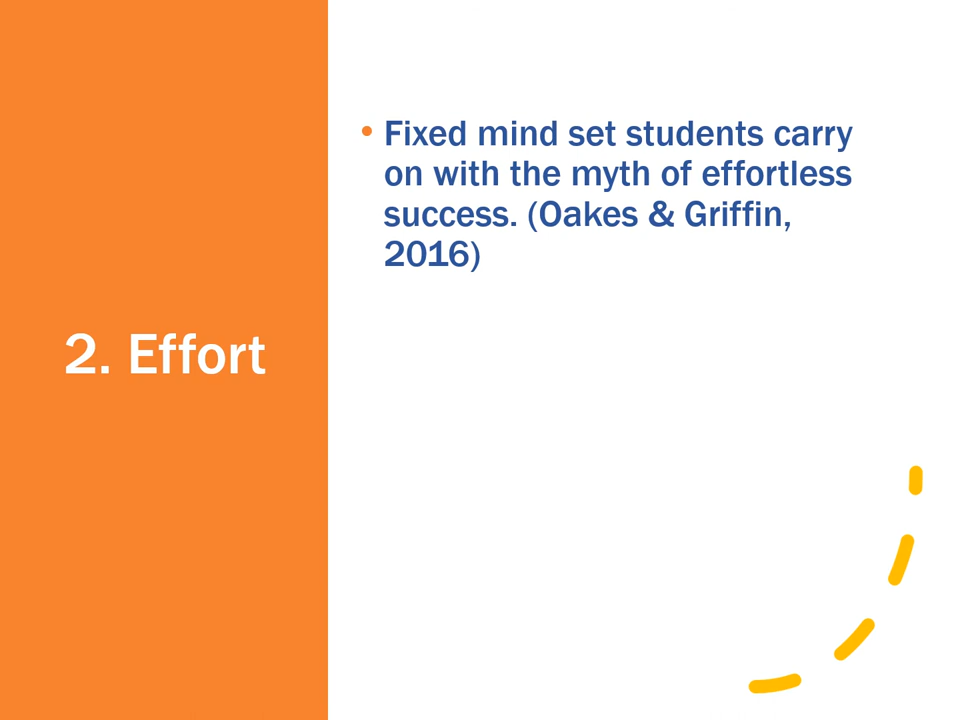 2. Effort
• Fixed mind set students carry
on with the myth of effortless
success. (Oakes & Griffin,
2016)